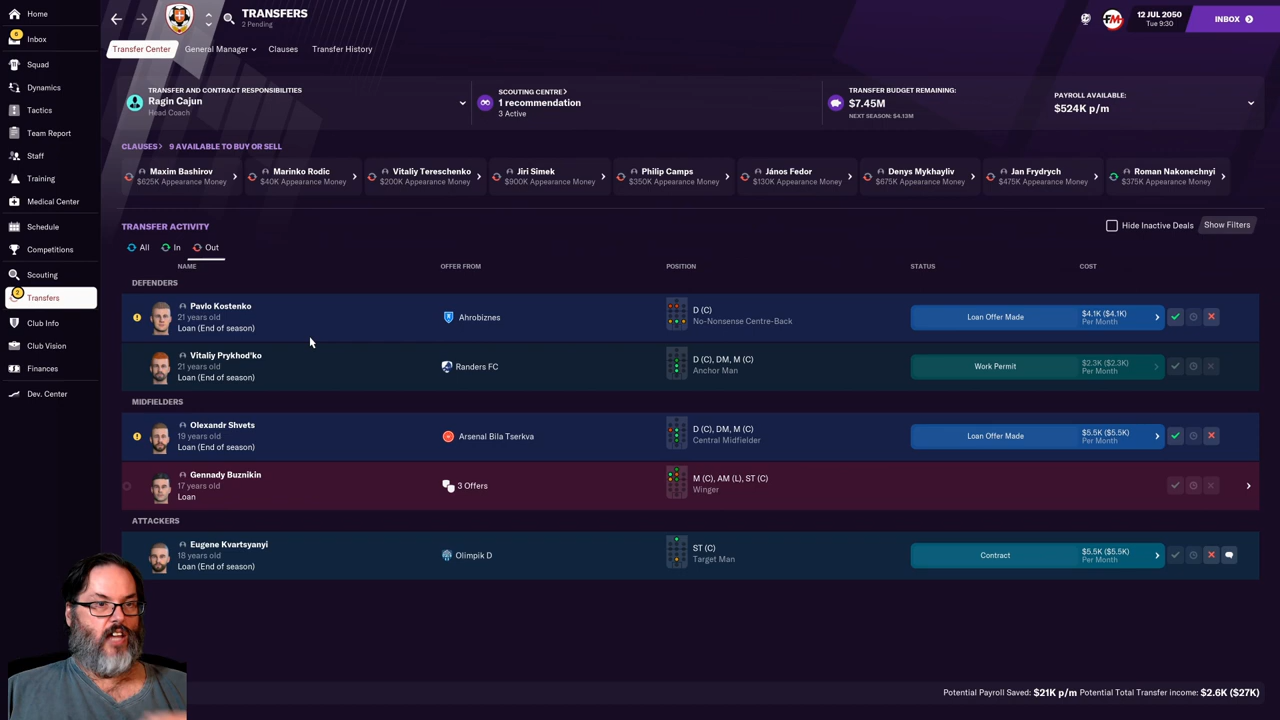 Home
Inbox
6
Squad
Dynamics
Tactics
Team Report
Staff
Training
Medical Center
Schedule
Competitions
Scouting
Transfers
2
Club Info
Club Vision
Finances
Dev. Center
TRANSFERS
2 Pending
FM
12 JUL 2050
Tue 9:30
INBOX
Transfer Center
General Manager
Clauses
Transfer History
TRANSFER AND CONTRACT RESPONSIBILITIES
Ragin Cajun
Head Coach
SCOUTING CENTRE>
1 recommendation
3 Active
TRANSFER BUDGET REMAINING:
$7.45M
NEXT SEASON: $4.13M
PAYROLL AVAILABLE:
$524K p/m
CLAUSES> 9 AVAILABLE TO BUY OR SELL
Maxim Bashirov
$625K Appearance Money
Marinko Rodic
$40K Appearance Money
Vitaliy Tereschenko
$200K Appearance Money
Jiri Simek
$900K Appearance Money
Philip Camps
$350K Appearance Money
János Fedor
$130K Appearance Money
Denys Mykhayliv
$675K Appearance Money
Jan Frydrych
$475K Appearance Money
Roman Nakonechnyi
$375K Appearance Money
TRANSFER ACTIVITY
Hide Inactive Deals
Show Filters
All
In
Out
NAME
OFFER FROM
POSITION
STATUS
COST
DEFENDERS
Pavlo Kostenko
21 years old
Loan (End of season)
Ahrobiznes
D (C)
No-Nonsense Centre-Back
Loan Offer Made
$4.1K ($4.1K)
Per Month
Vitaliy Prykhod'ko
21 years old
Loan (End of season)
Randers FC
D (C), DM, M (C)
Anchor Man
Work Permit
$2.3K ($2.3K)
Per Month
MIDFIELDERS
Olexandr Shvets
19 years old
Loan (End of season)
Arsenal Bila Tserkva
D (C), DM, M (C)
Central Midfielder
Loan Offer Made
$5.5K ($5.5K)
Per Month
Gennady Buznikin
17 years old
Loan
3 Offers
M (C), AM (L), ST (C)
Winger
ATTACKERS
Eugene Kvartsyanyi
18 years old
Loan (End of season)
Olimpik D
ST (C)
Target Man
Contract
$5.5K ($5.5K)
Per Month
Potential Payroll Saved: $21K p/m Potential Total Transfer income: $2.6K ($27K)